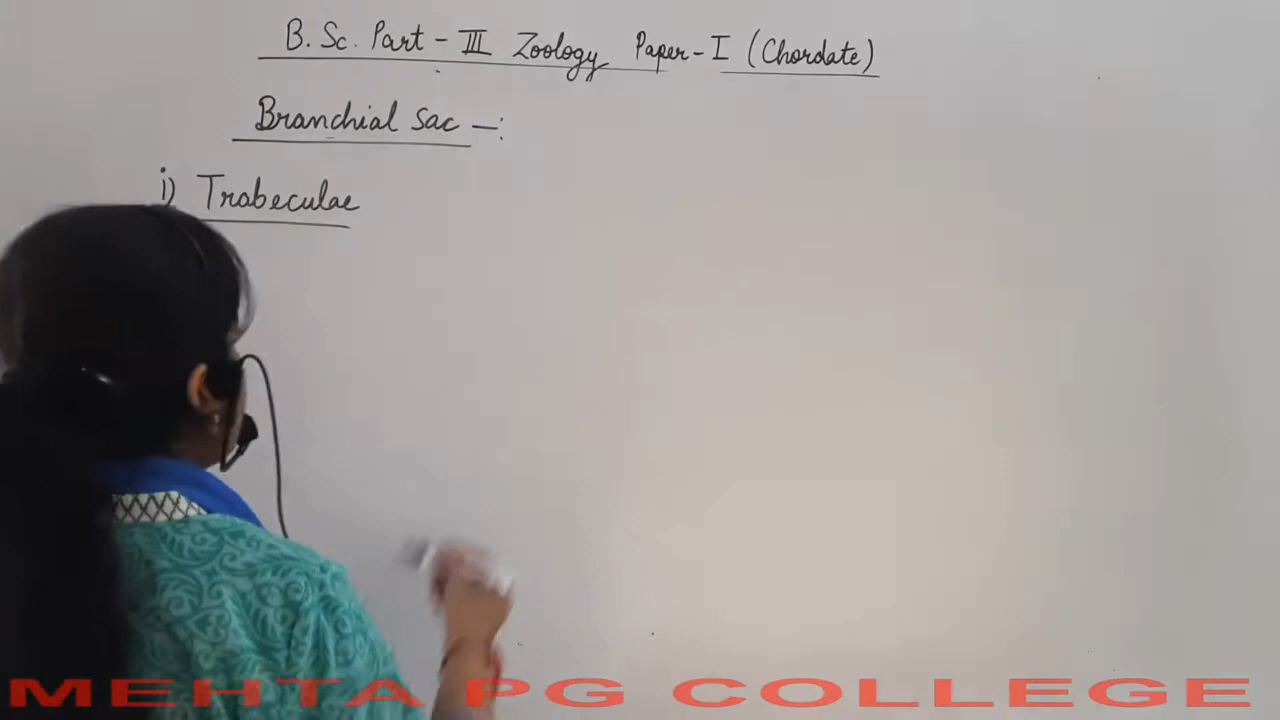 B. Sc. Part - III Zoology Paper - I (Chordate)
Branchial Sac -:
i) Trabeculae
MEHTA PG COLLEGE